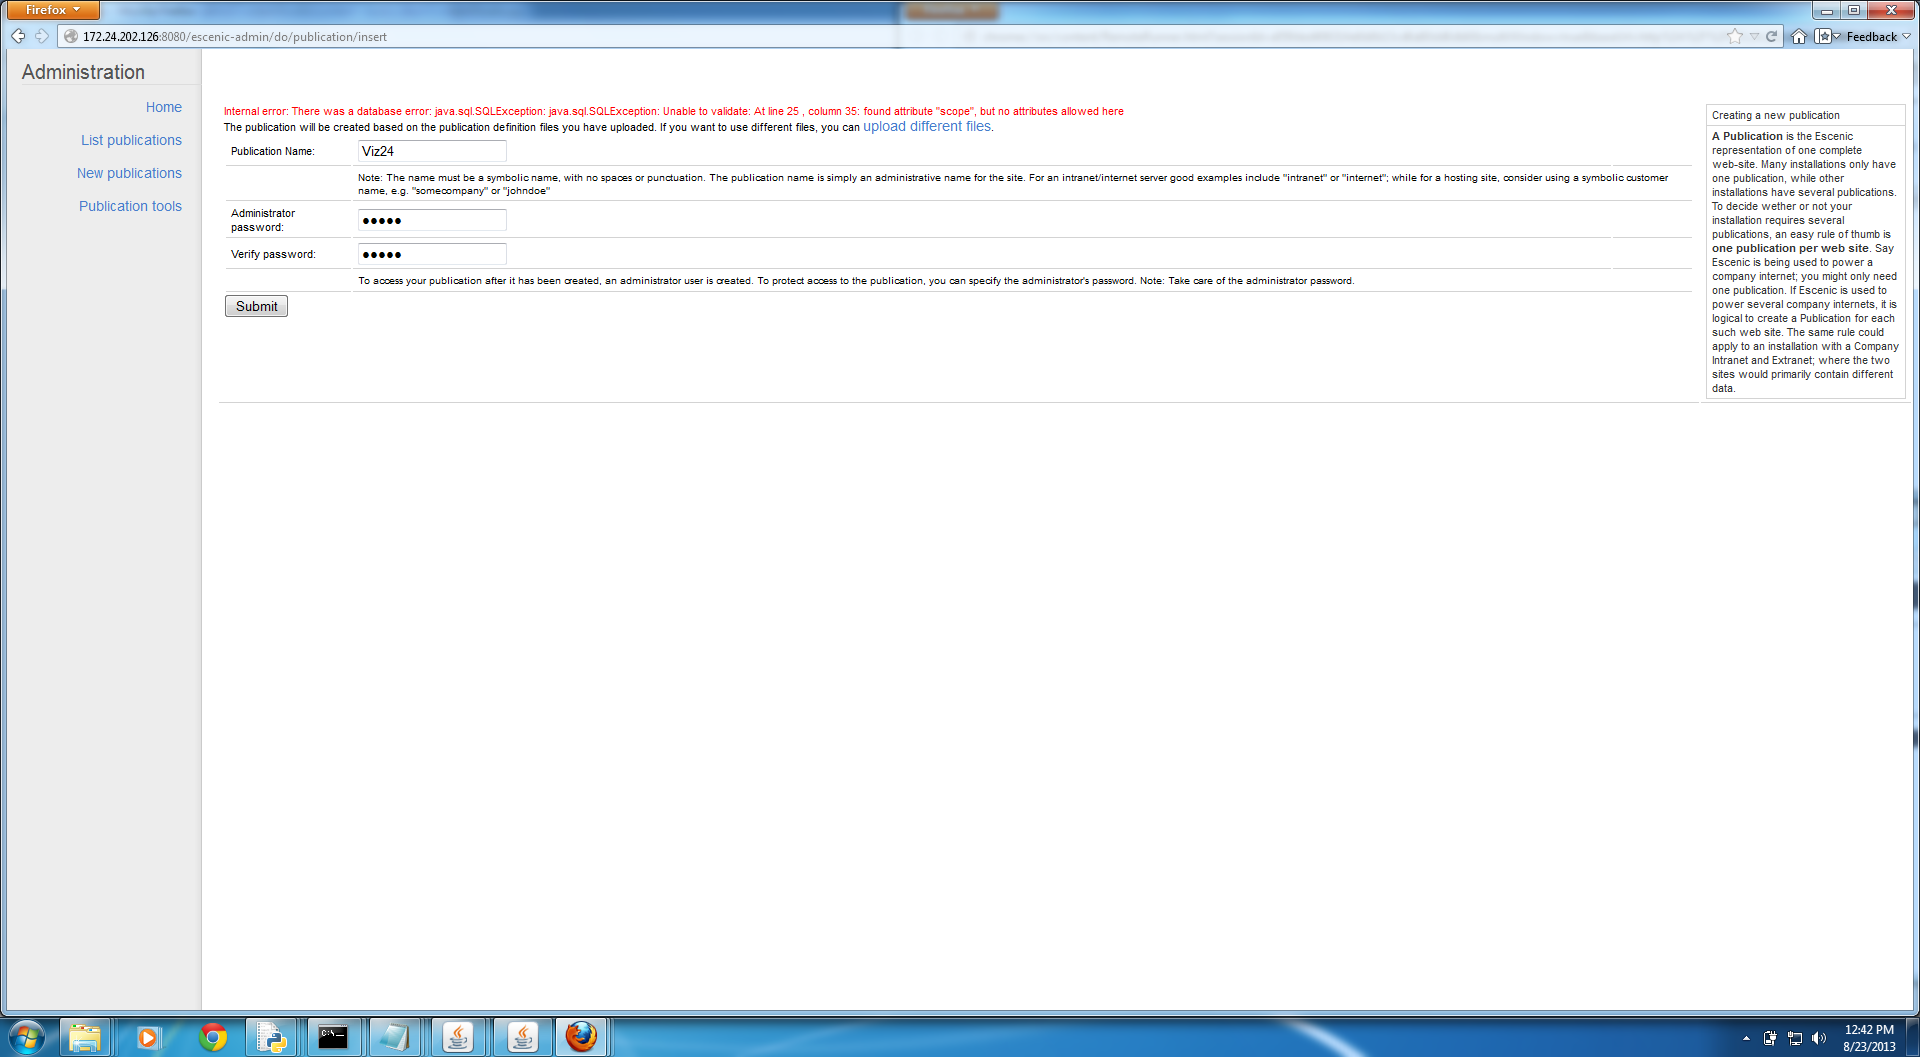 Firefox
172.24.202.126:8080/escenic-admin/do/publication/insert
Feedback
Administration
Home
List publications
New publications
Publication tools
Internal error: There was a database error: java.sql.SQLException: java.sql.SQLException: Unable to validate: At line 25 , column 35: found attribute "scope", but no attributes allowed here
The publication will be created based on the publication definition files you have uploaded. If you want to use different files, you can upload different files.
Publication Name:
Viz24
Note: The name must be a symbolic name, with no spaces or punctuation. The publication name is simply an administrative name for the site. For an intranet/internet server good examples include "intranet" or "internet"; while for a hosting site, consider using a symbolic customer
name, e.g. "somecompany" or "johndoe"
Administrator
password:
●●●●●
Verify password:
●●●●●
To access your publication after it has been created, an administrator user is created. To protect access to the publication, you can specify the administrator's password. Note: Take care of the administrator password.
Submit
Creating a new publication
A Publication is the Escenic
representation of one complete
web-site. Many installations only have
one publication, while other
installations have several publications.
To decide wether or not your
installation requires several
publications, an easy rule of thumb is
one publication per web site. Say
Escenic is being used to power a
company internet; you might only need
one publication. If Escenic is used to
power several company internets, it is
logical to create a Publication for each
such web site. The same rule could
apply to an installation with a Company
Intranet and Extranet; where the two
sites would primarily contain different
data.
C:\_
12:42 PM
8/23/2013